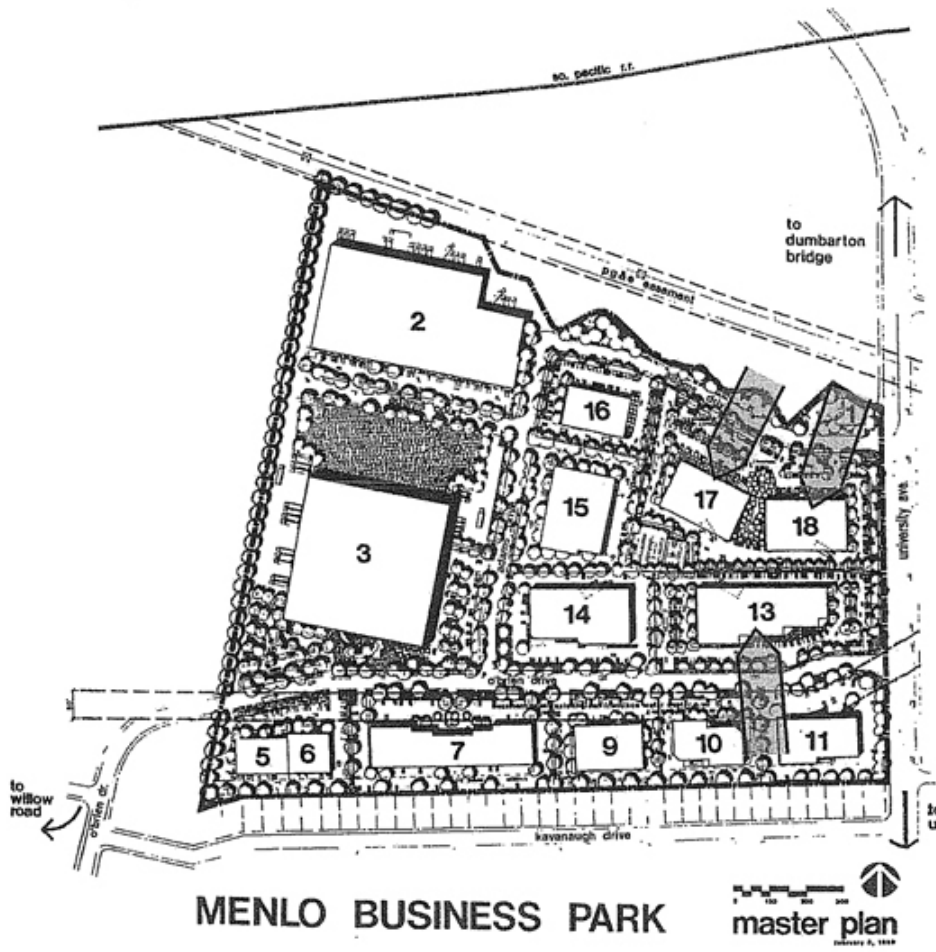 so. pacific r.r.
to
dumbarton
bridge
pg&e easement
2
16
17
18
15
3
university ave.
14
13
o'brien drive
5
6
7
9
10
11
to
willow
road
o'brien dr.
kavanaugh drive
MENLO BUSINESS PARK
master plan